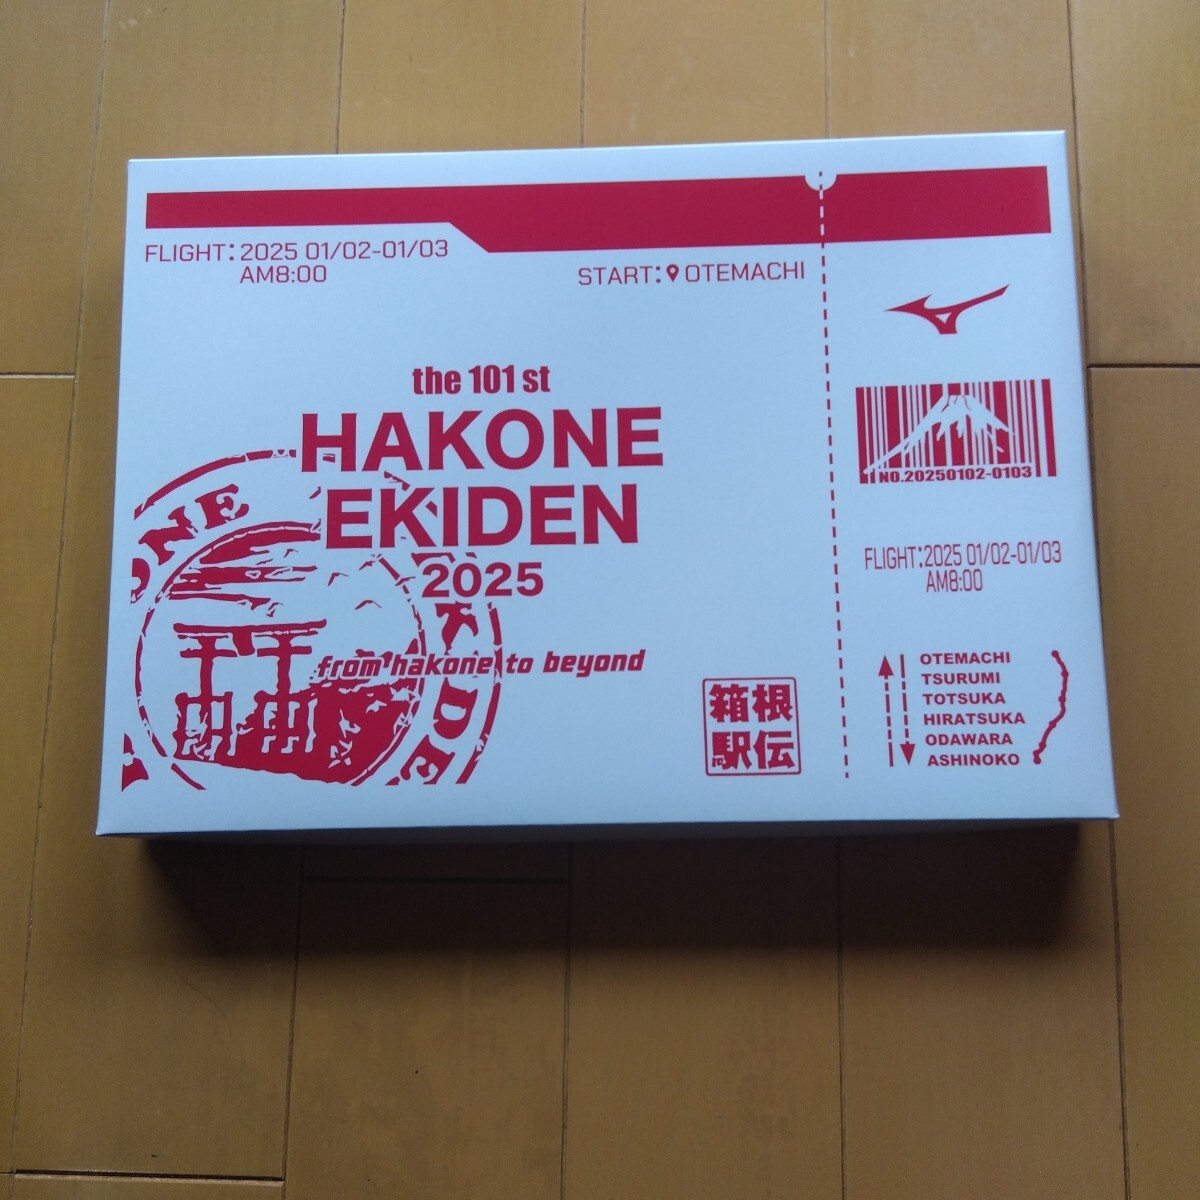 FLIGHT: 2025 01/02-01/03
AM8:00
START: OTEMACHI
the 101 st
HAKONE
EKIDEN
2025
from hakone to beyond
箱根
駅伝
NO.20250102-0103
FLIGHT:2025 01/02-01/03
AM8:00
OTEMACHI
TSURUMI
TOTSUKA
HIRATSUKA
ODAWARA
ASHINOKO